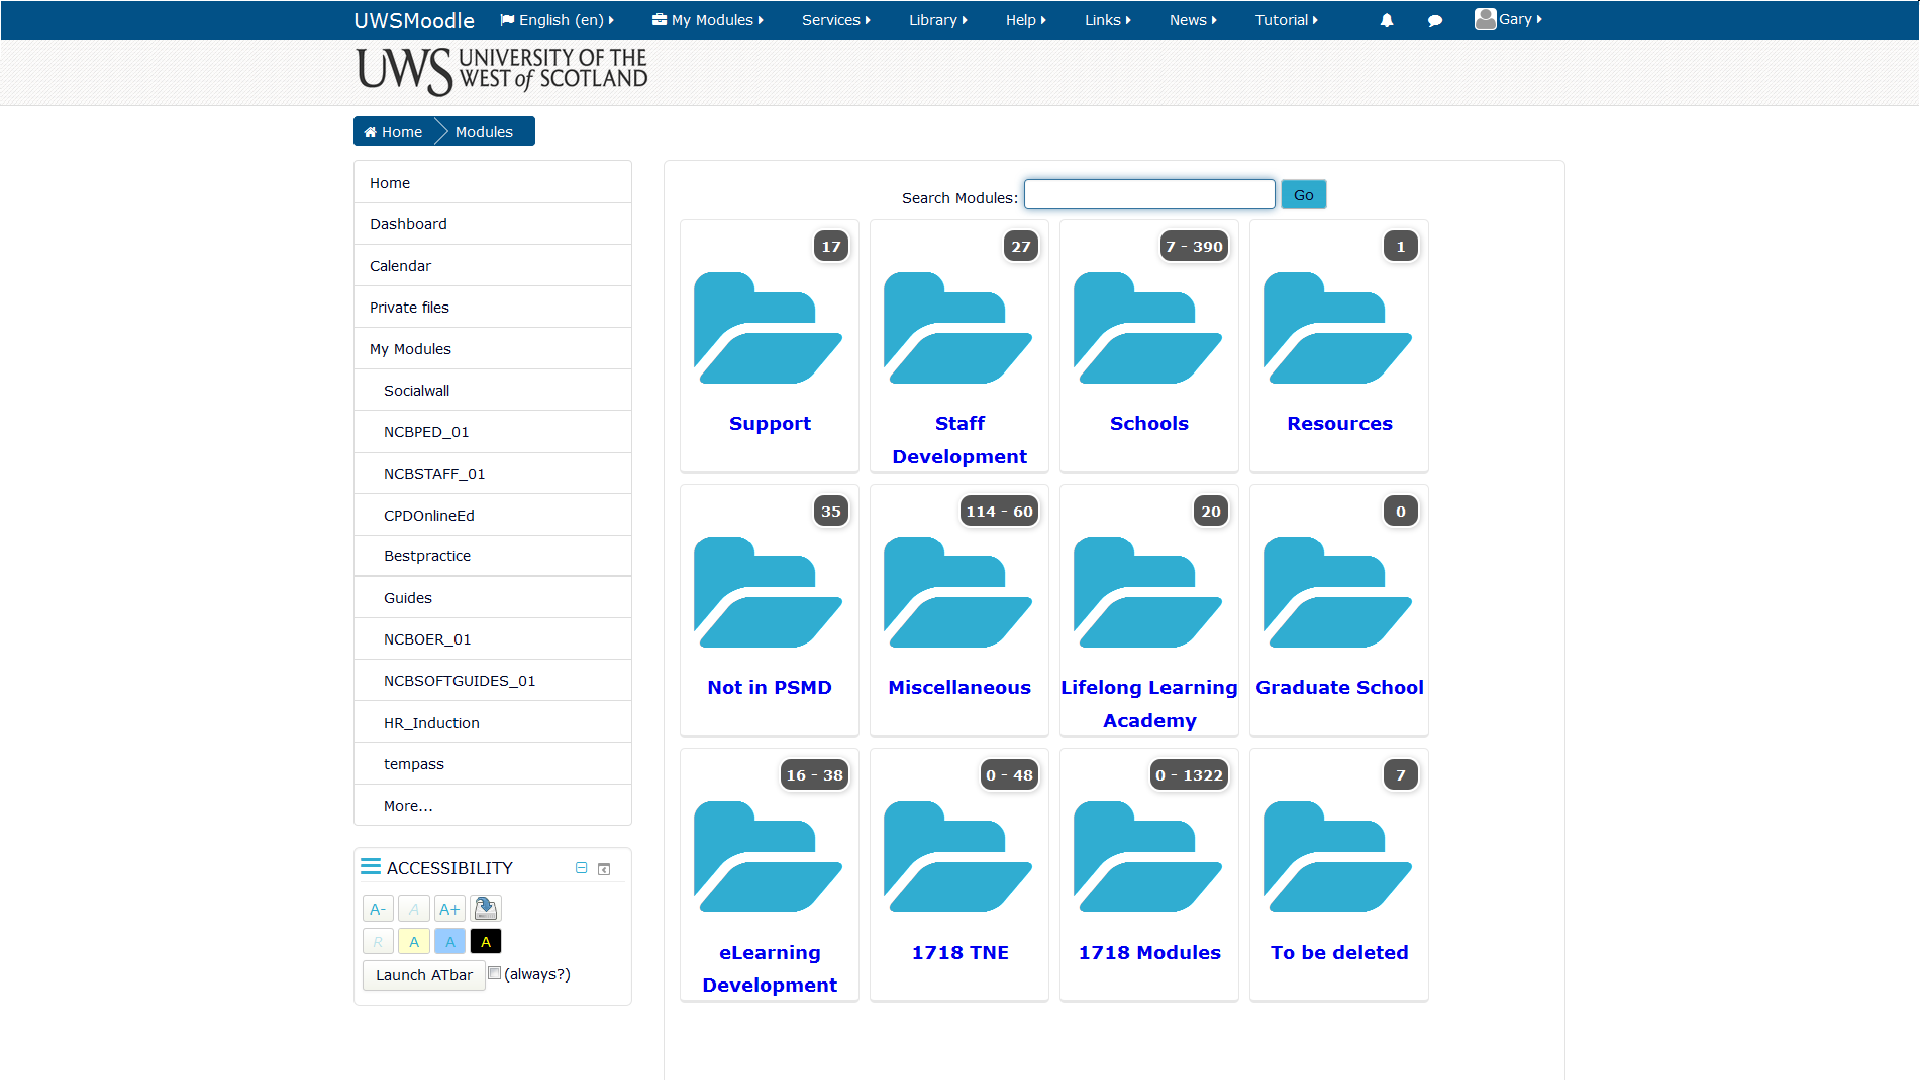 UWSMoodle English (en) My Modules Services Library Help Links News Tutorial Gary
UWS UNIVERSITY OF THE
WEST of SCOTLAND
Home Modules
Home
Dashboard
Calendar
Private files
My Modules
Socialwall
NCBPED_01
NCBSTAFF_01
CPDOnlineEd
Bestpractice
Guides
NCBOER_01
NCBSOFTGUIDES_01
HR_Induction
tempass
More...
ACCESSIBILITY
A- A A+
R A A A
Launch ATbar (always?)
Search Modules: Go
17 27 7 - 390 1
Support Staff Schools Resources
Development
35 114 - 60 20 0
Not in PSMD Miscellaneous Lifelong Learning Graduate School
Academy
16 - 38 0 - 48 0 - 1322 7
eLearning 1718 TNE 1718 Modules To be deleted
Development